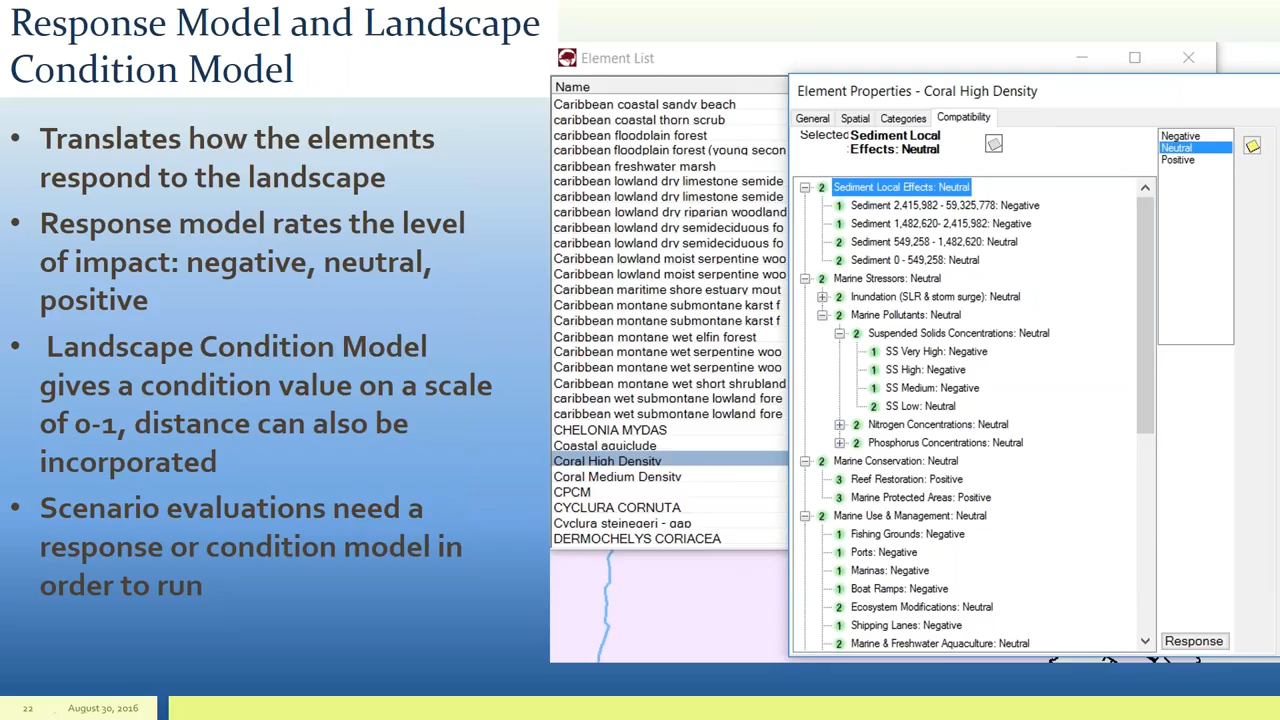 Response Model and Landscape
Condition Model
• Translates how the elements
respond to the landscape
• Response model rates the level
of impact: negative, neutral,
positive
• Landscape Condition Model
gives a condition value on a scale
of 0-1, distance can also be
incorporated
• Scenario evaluations need a
response or condition model in
order to run
22 August 30, 2016
Element List
Name
Caribbean coastal sandy beach
caribbean coastal thorn scrub
caribbean floodplain forest
caribbean floodplain forest (young secon
caribbean freshwater marsh
caribbean lowland dry limestone semide
caribbean lowland dry limestone semide
caribbean lowland dry riparian woodland
caribbean lowland dry semideciduous fo
caribbean lowland dry semideciduous fo
caribbean lowland moist serpentine woo
caribbean lowland moist serpentine woo
Caribbean maritime shore estuary mout
Caribbean montane submontane karst f
Caribbean montane submontane karst f
Caribbean montane wet elfin forest
Caribbean montane wet serpentine woo
Caribbean montane wet serpentine woo
Caribbean montane wet short shrubland
caribbean wet submontane lowland fore
caribbean wet submontane lowland fore
CHELONIA MYDAS
Coastal aquiclude
Coral High Density
Coral Medium Density
CPCM
CYCLURA CORNUTA
Cyclura steinegeri - gap
DERMOCHELYS CORIACEA
Element Properties - Coral High Density
General Spatial Categories Compatibility
Selected Sediment Local
: Effects: Neutral
Negative
Neutral
Positive
2 Sediment Local Effects: Neutral
1 Sediment 2,415,982 - 59,325,778: Negative
1 Sediment 1,482,620- 2,415,982: Negative
2 Sediment 549,258 - 1,482,620: Neutral
2 Sediment 0 - 549,258: Neutral
2 Marine Stressors: Neutral
2 Inundation (SLR & storm surge): Neutral
2 Marine Pollutants: Neutral
2 Suspended Solids Concentrations: Neutral
1 SS Very High: Negative
1 SS High: Negative
1 SS Medium: Negative
2 SS Low: Neutral
2 Nitrogen Concentrations: Neutral
2 Phosphorus Concentrations: Neutral
2 Marine Conservation: Neutral
3 Reef Restoration: Positive
3 Marine Protected Areas: Positive
2 Marine Use & Management: Neutral
1 Fishing Grounds: Negative
1 Ports: Negative
1 Marinas: Negative
1 Boat Ramps: Negative
2 Ecosystem Modifications: Neutral
1 Shipping Lanes: Negative
2 Marine & Freshwater Aquaculture: Neutral
Response